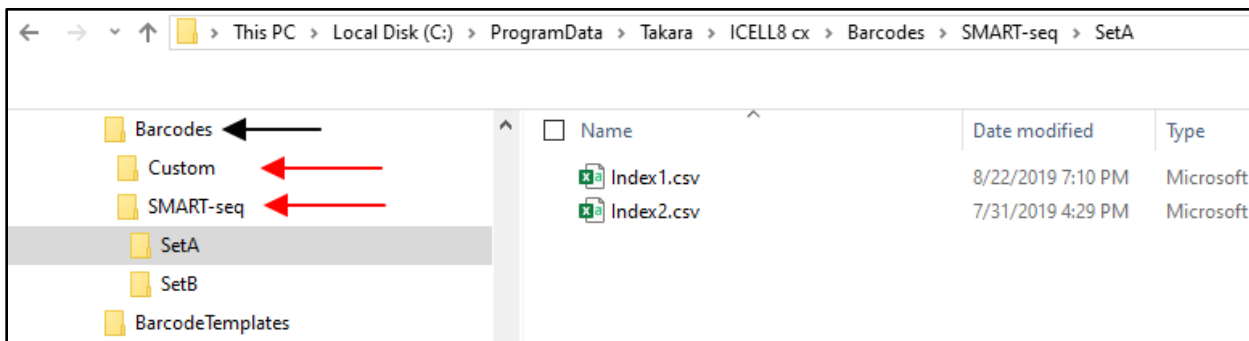 This PC > Local Disk (C:) > ProgramData > Takara > ICELL8 cx > Barcodes > SMART-seq > SetA
Barcodes
Custom
SMART-seq
SetA
SetB
BarcodeTemplates
Name Date modified Type
Index1.csv 8/22/2019 7:10 PM Microsoft
Index2.csv 7/31/2019 4:29 PM Microsoft